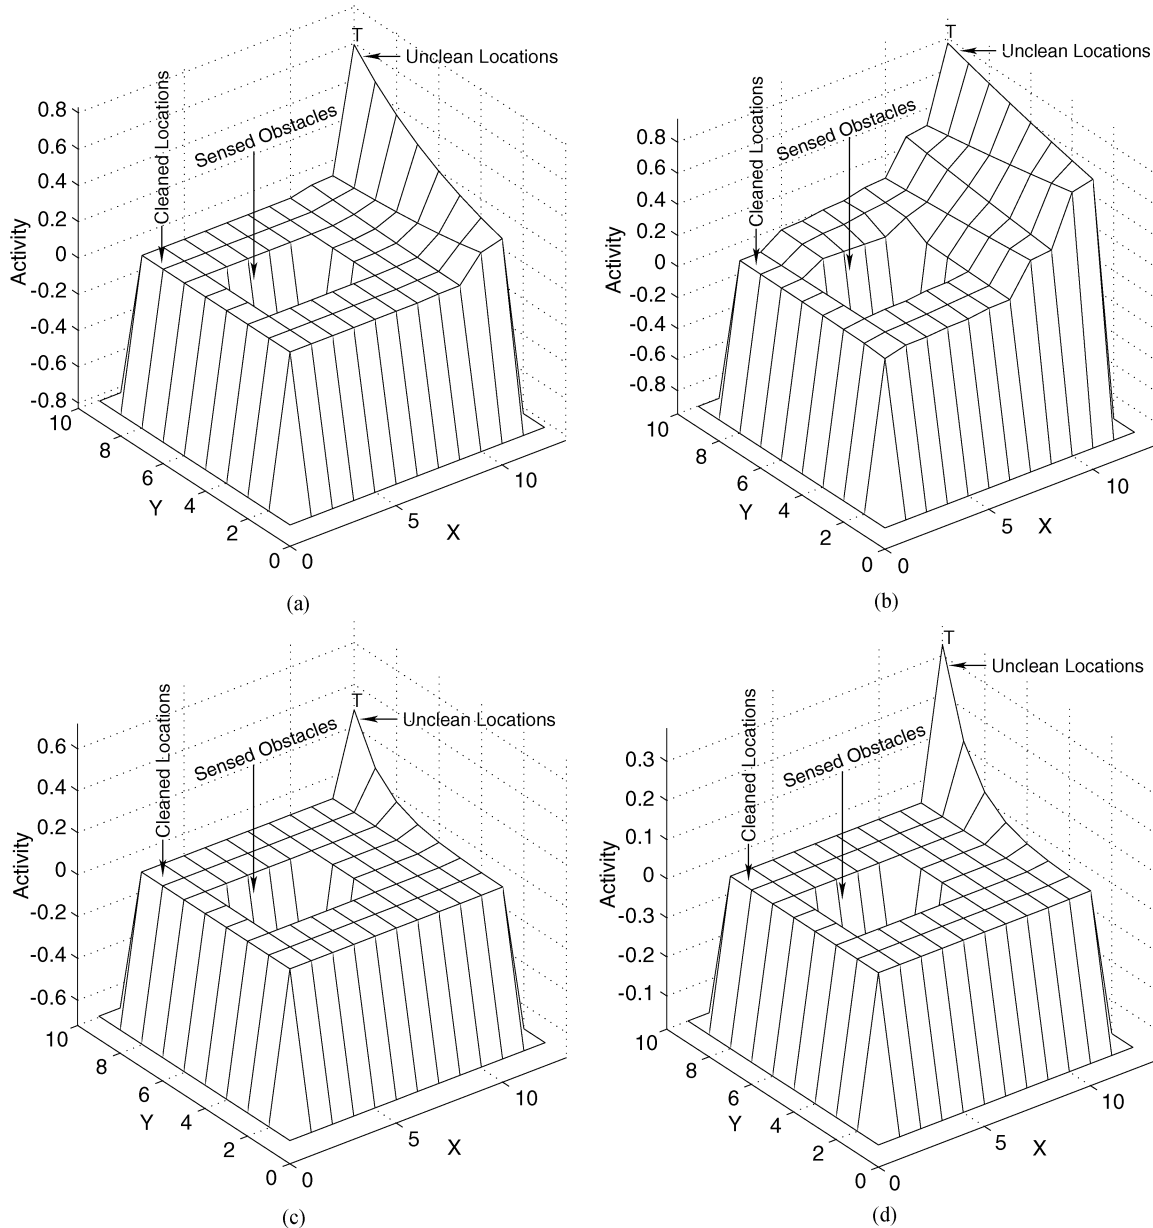 T
Unclean Locations
Cleaned Locations
Sensed Obstacles
0.8
0.6
0.4
0.2
0
-0.2
-0.4
-0.6
-0.8
Activity
10
8
6
4
2
0
Y
0
5
10
X
(a)
T
Unclean Locations
Cleaned Locations
Sensed Obstacles
0.8
0.6
0.4
0.2
0
-0.2
-0.4
-0.6
-0.8
Activity
10
8
6
4
2
0
Y
0
5
10
X
(b)
T
Unclean Locations
Cleaned Locations
Sensed Obstacles
0.6
0.4
0.2
0
-0.2
-0.4
-0.6
Activity
10
8
6
4
2
0
Y
0
5
10
X
(c)
T
Unclean Locations
Cleaned Locations
Sensed Obstacles
0.3
0.2
0.1
0
-0.3
-0.2
-0.1
Activity
10
8
6
4
2
0
Y
0
5
10
X
(d)